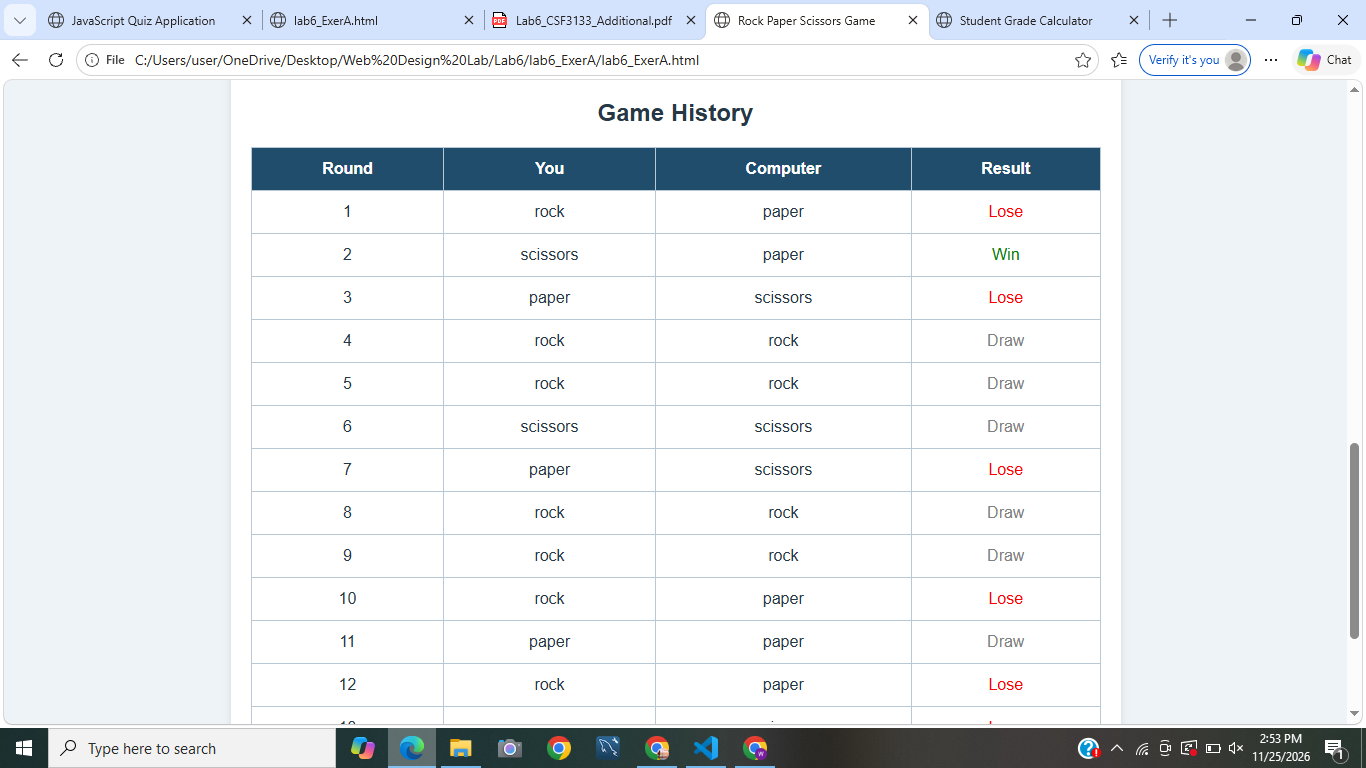 JavaScript Quiz Application
lab6_ExerA.html
Lab6_CSF3133_Additional.pdf
Rock Paper Scissors Game
Student Grade Calculator
File C:/Users/user/OneDrive/Desktop/Web%20Design%20Lab/Lab6/lab6_ExerA/lab6_ExerA.html
Verify it's you
Chat
Game History
Round You Computer Result
1 rock paper Lose
2 scissors paper Win
3 paper scissors Lose
4 rock rock Draw
5 rock rock Draw
6 scissors scissors Draw
7 paper scissors Lose
8 rock rock Draw
9 rock rock Draw
10 rock paper Lose
11 paper paper Draw
12 rock paper Lose
Type here to search
2:53 PM
11/25/2026
1